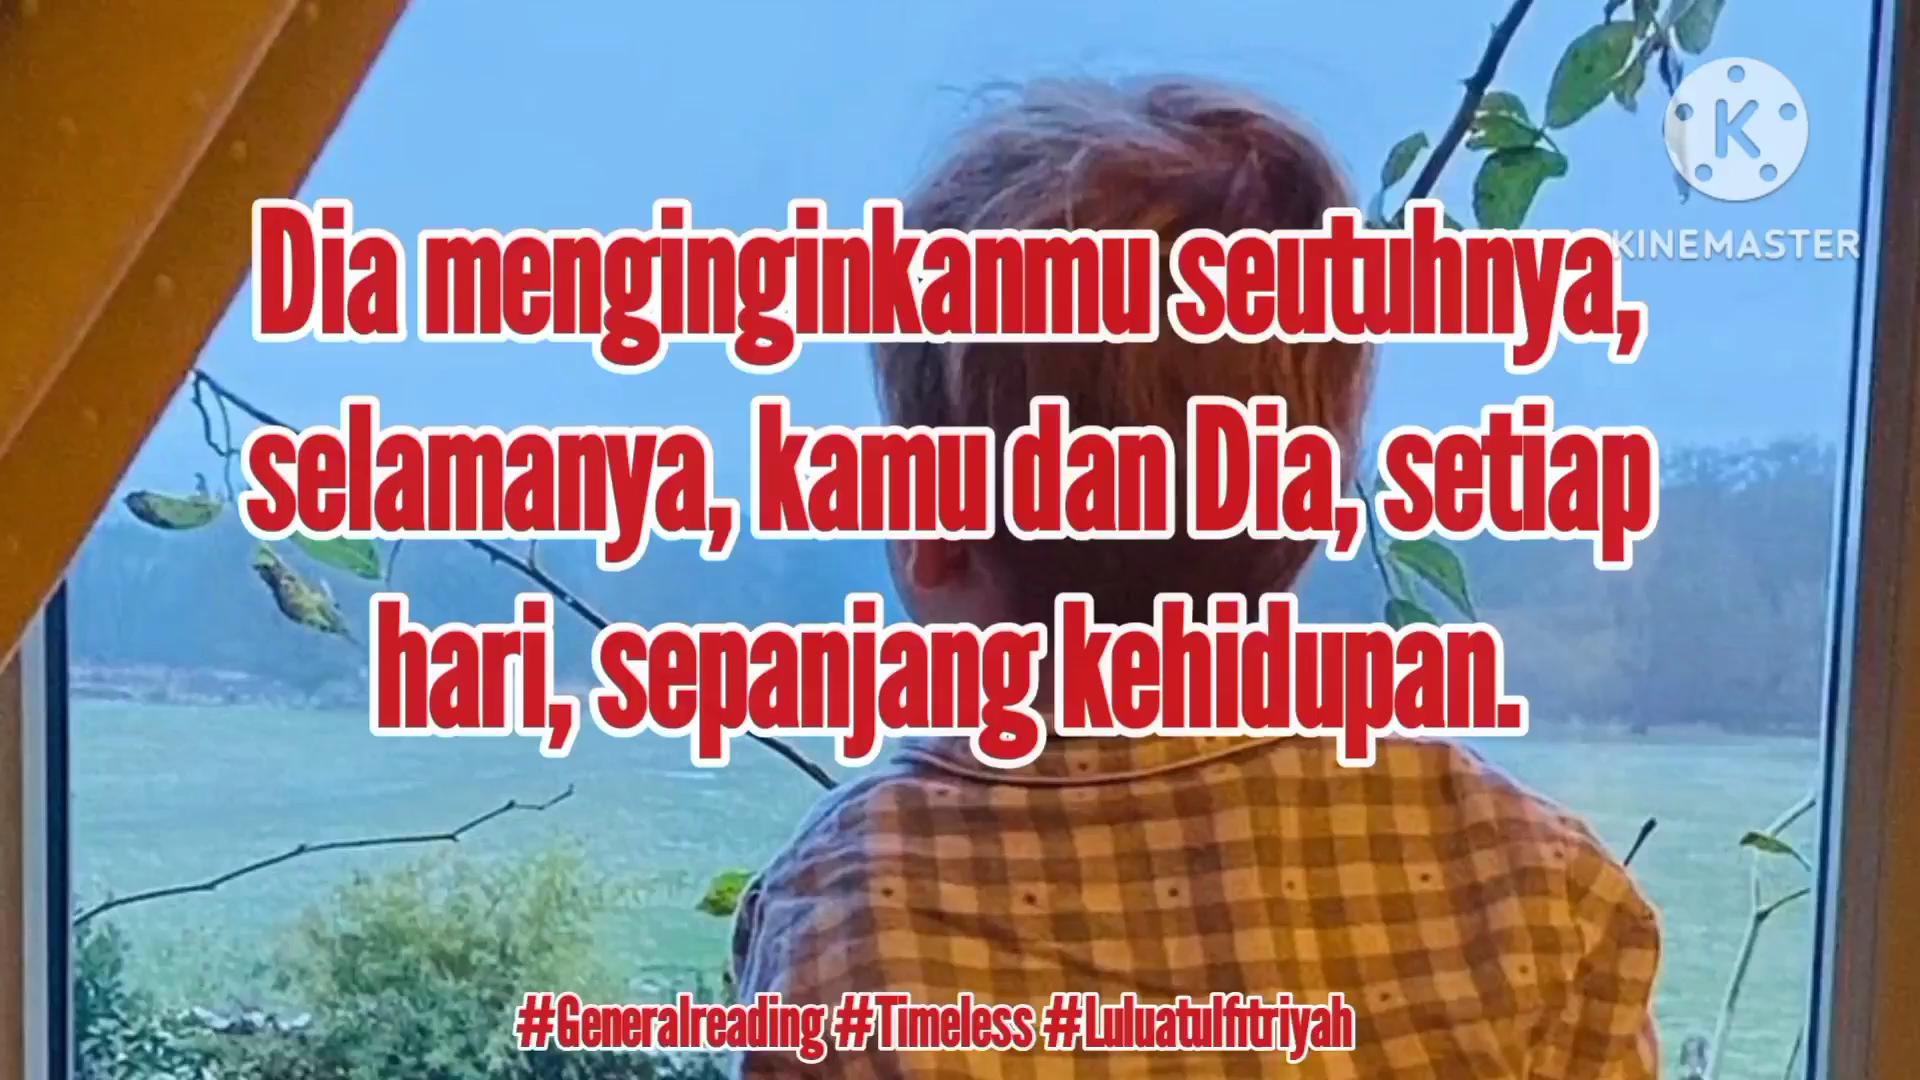 K
KINEMASTER
Dia menginginkanmu seutuhnya,
selamanya, kamu dan Dia, setiap
hari, sepanjang kehidupan.
#Generalreading #Timeless #Luluatulfitriyah